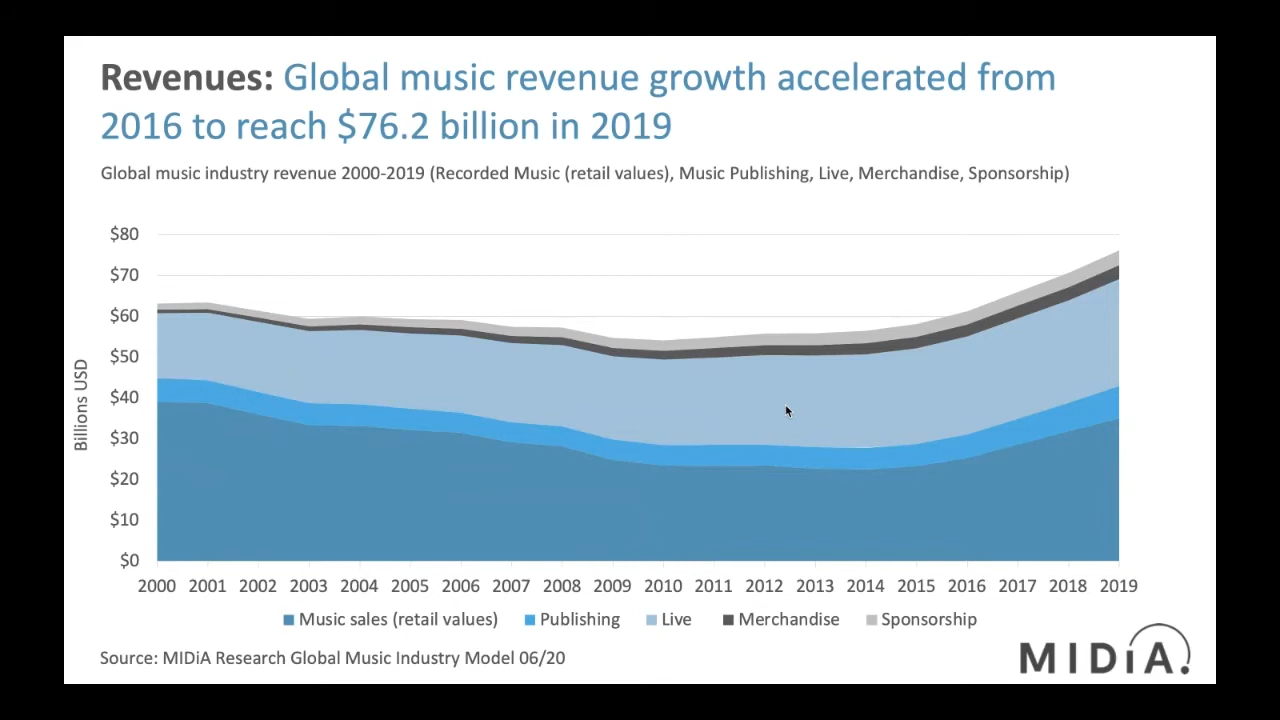 Revenues: Global music revenue growth accelerated from
2016 to reach $76.2 billion in 2019
Global music industry revenue 2000-2019 (Recorded Music (retail values), Music Publishing, Live, Merchandise, Sponsorship)
Billions USD
$80
$70
$60
$50
$40
$30
$20
$10
$0
2000 2001 2002 2003 2004 2005 2006 2007 2008 2009 2010 2011 2012 2013 2014 2015 2016 2017 2018 2019
Music sales (retail values) Publishing Live Merchandise Sponsorship
Source: MIDiA Research Global Music Industry Model 06/20
MIDiA.